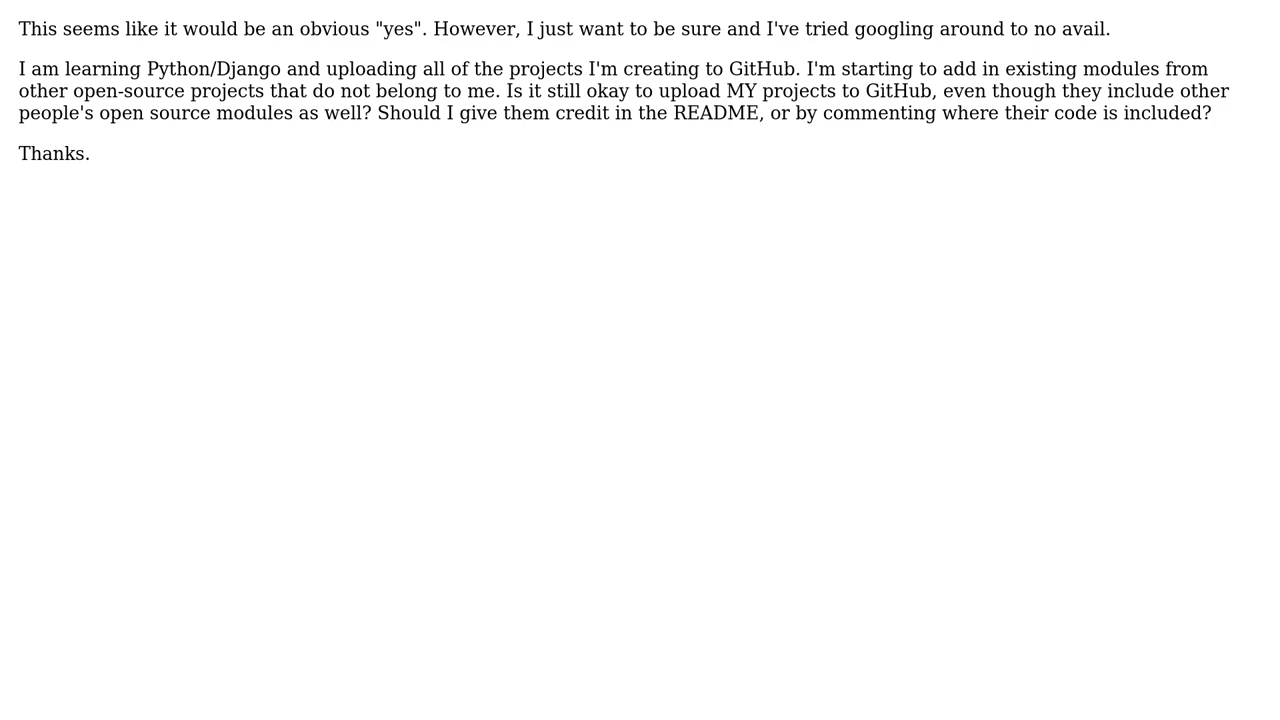 This seems like it would be an obvious "yes". However, I just want to be sure and I've tried googling around to no avail.
I am learning Python/Django and uploading all of the projects I'm creating to GitHub. I'm starting to add in existing modules from
other open-source projects that do not belong to me. Is it still okay to upload MY projects to GitHub, even though they include other
people's open source modules as well? Should I give them credit in the README, or by commenting where their code is included?
Thanks.